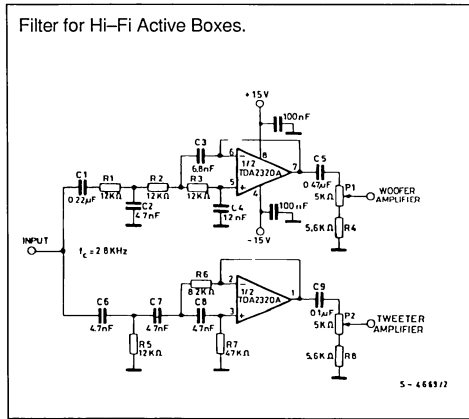 Filter for Hi–Fi Active Boxes.
+15V
100nF
C3
6.8nF
6
8
7
1/2
TDA2320A
5
4
C5
0.47µF
P1
5KΩ
WOOFER
AMPLIFIER
5.6KΩ
R4
C1
0.22µF
R1
12KΩ
R2
12KΩ
R3
12KΩ
C2
4.7nF
C4
1.2nF
100nF
-15V
INPUT
fc=2.8KHz
R6
8.2KΩ
2
1/2
TDA2320A
3
1
C9
0.1µF
P2
5KΩ
TWEETER
AMPLIFIER
5.6KΩ
R8
C6
4.7nF
C7
4.7nF
C8
4.7nF
R5
12KΩ
R7
47KΩ
S-4669/2